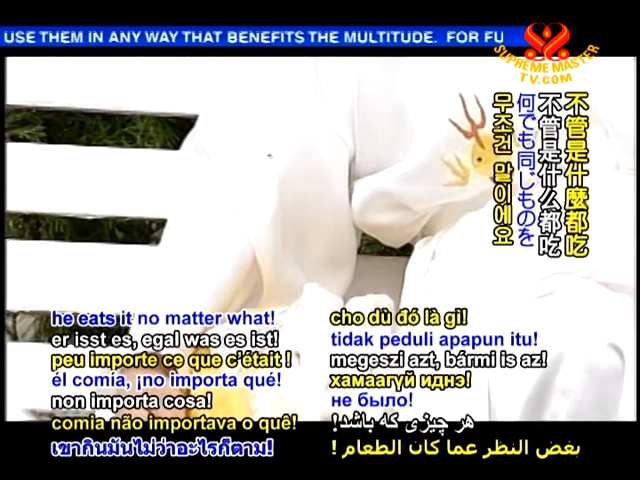 USE THEM IN ANY WAY THAT BENEFITS THE MULTITUDE. FOR FU
SUPREME MASTER
TV.COM
不管是什麼都吃
不管是什么都吃
何でも同じものを
무조건 말이에요
he eats it no matter what!
er isst es, egal was es ist!
peu importe ce que c'était !
él comía, ¡no importa qué!
non importa cosa!
comia não importava o quê!
เขากินมันไม่ว่าอะไรก็ตาม!
cho dù đó là gì!
tidak peduli apapun itu!
megeszi azt, bármi is az!
хамаагүй иднэ!
не было!
هر چیزی که باشد!
بغض النظر عما كان الطعام !